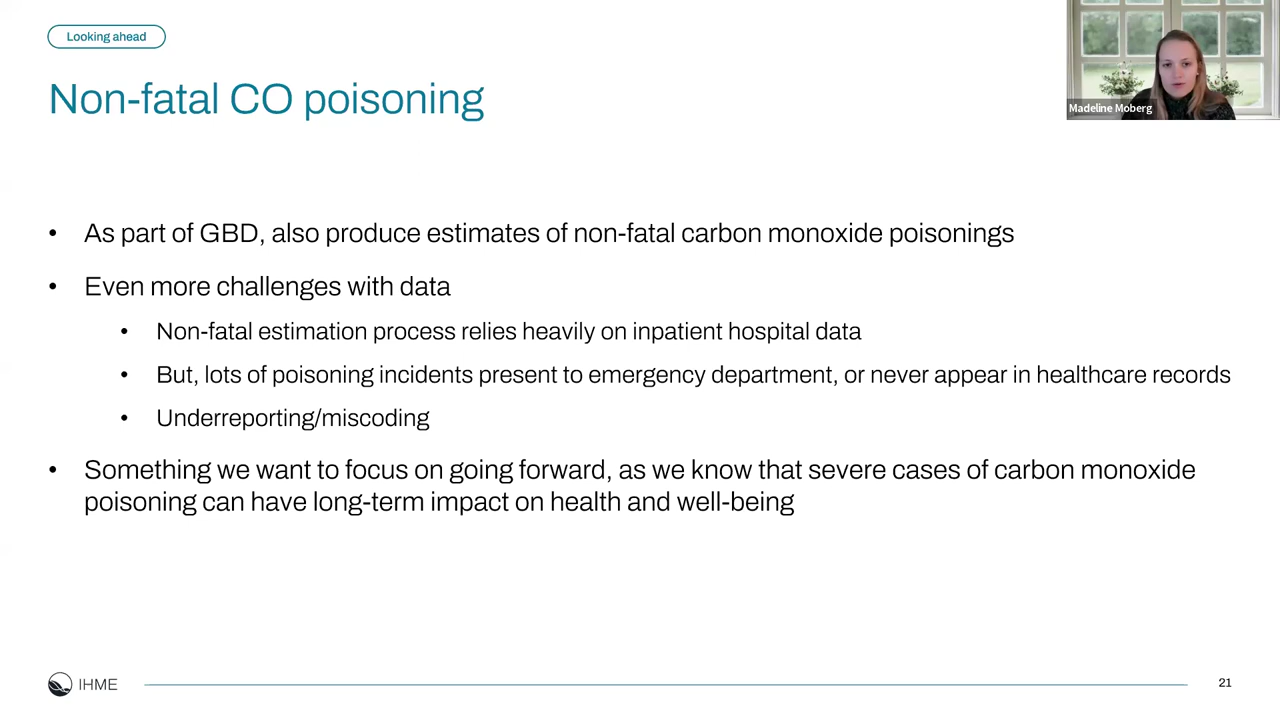 Looking ahead
Non-fatal CO poisoning
Madeline Moberg
• As part of GBD, also produce estimates of non-fatal carbon monoxide poisonings
• Even more challenges with data
• Non-fatal estimation process relies heavily on inpatient hospital data
• But, lots of poisoning incidents present to emergency department, or never appear in healthcare records
• Underreporting/miscoding
• Something we want to focus on going forward, as we know that severe cases of carbon monoxide
poisoning can have long-term impact on health and well-being
IHME
21